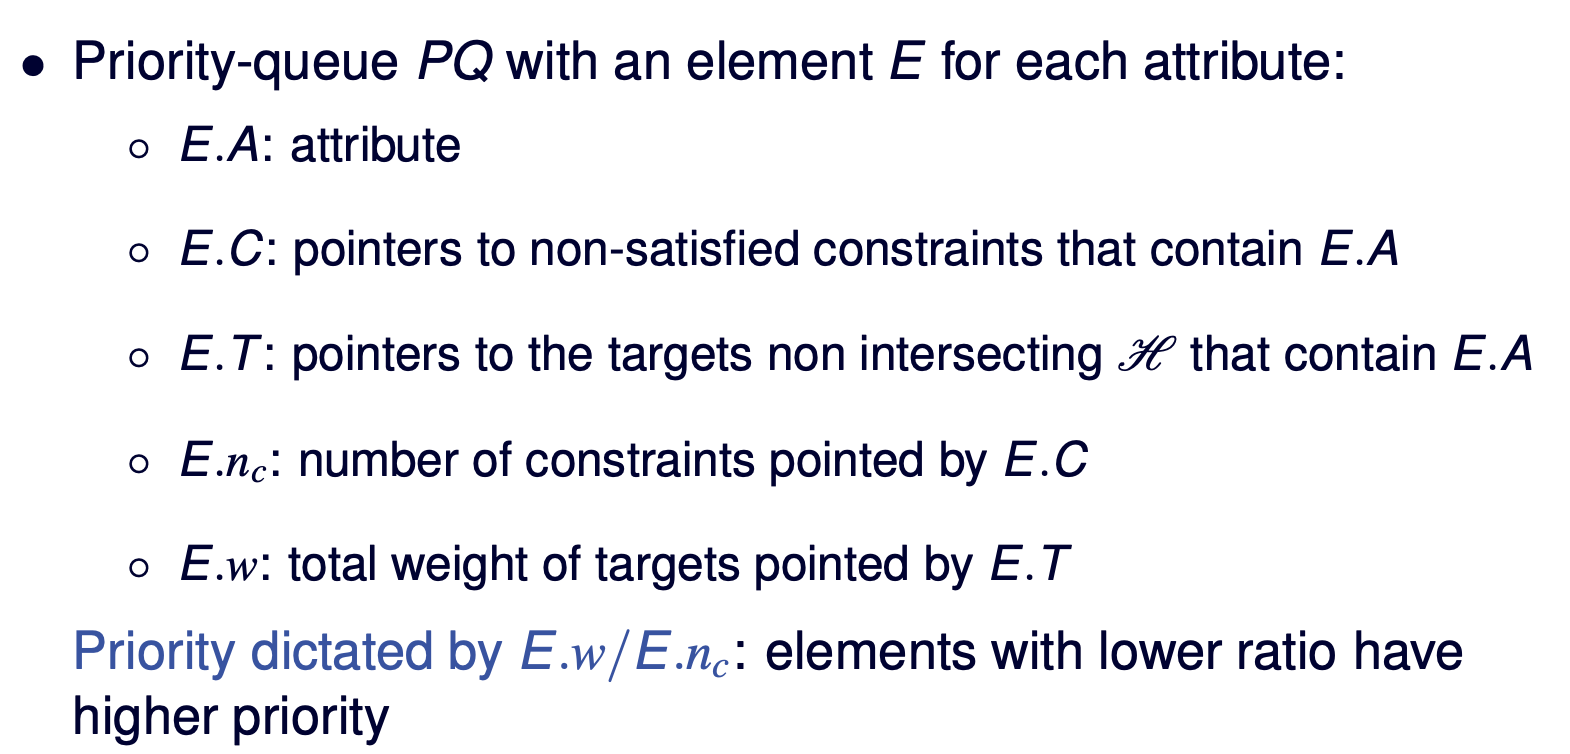 • Priority-queue PQ with an element E for each attribute:
◦ E.A: attribute
◦ E.C: pointers to non-satisfied constraints that contain E.A
◦ E.T: pointers to the targets non intersecting ℋ that contain E.A
◦ E.n_c: number of constraints pointed by E.C
◦ E.w: total weight of targets pointed by E.T
Priority dictated by E.w/E.n_c: elements with lower ratio have
higher priority